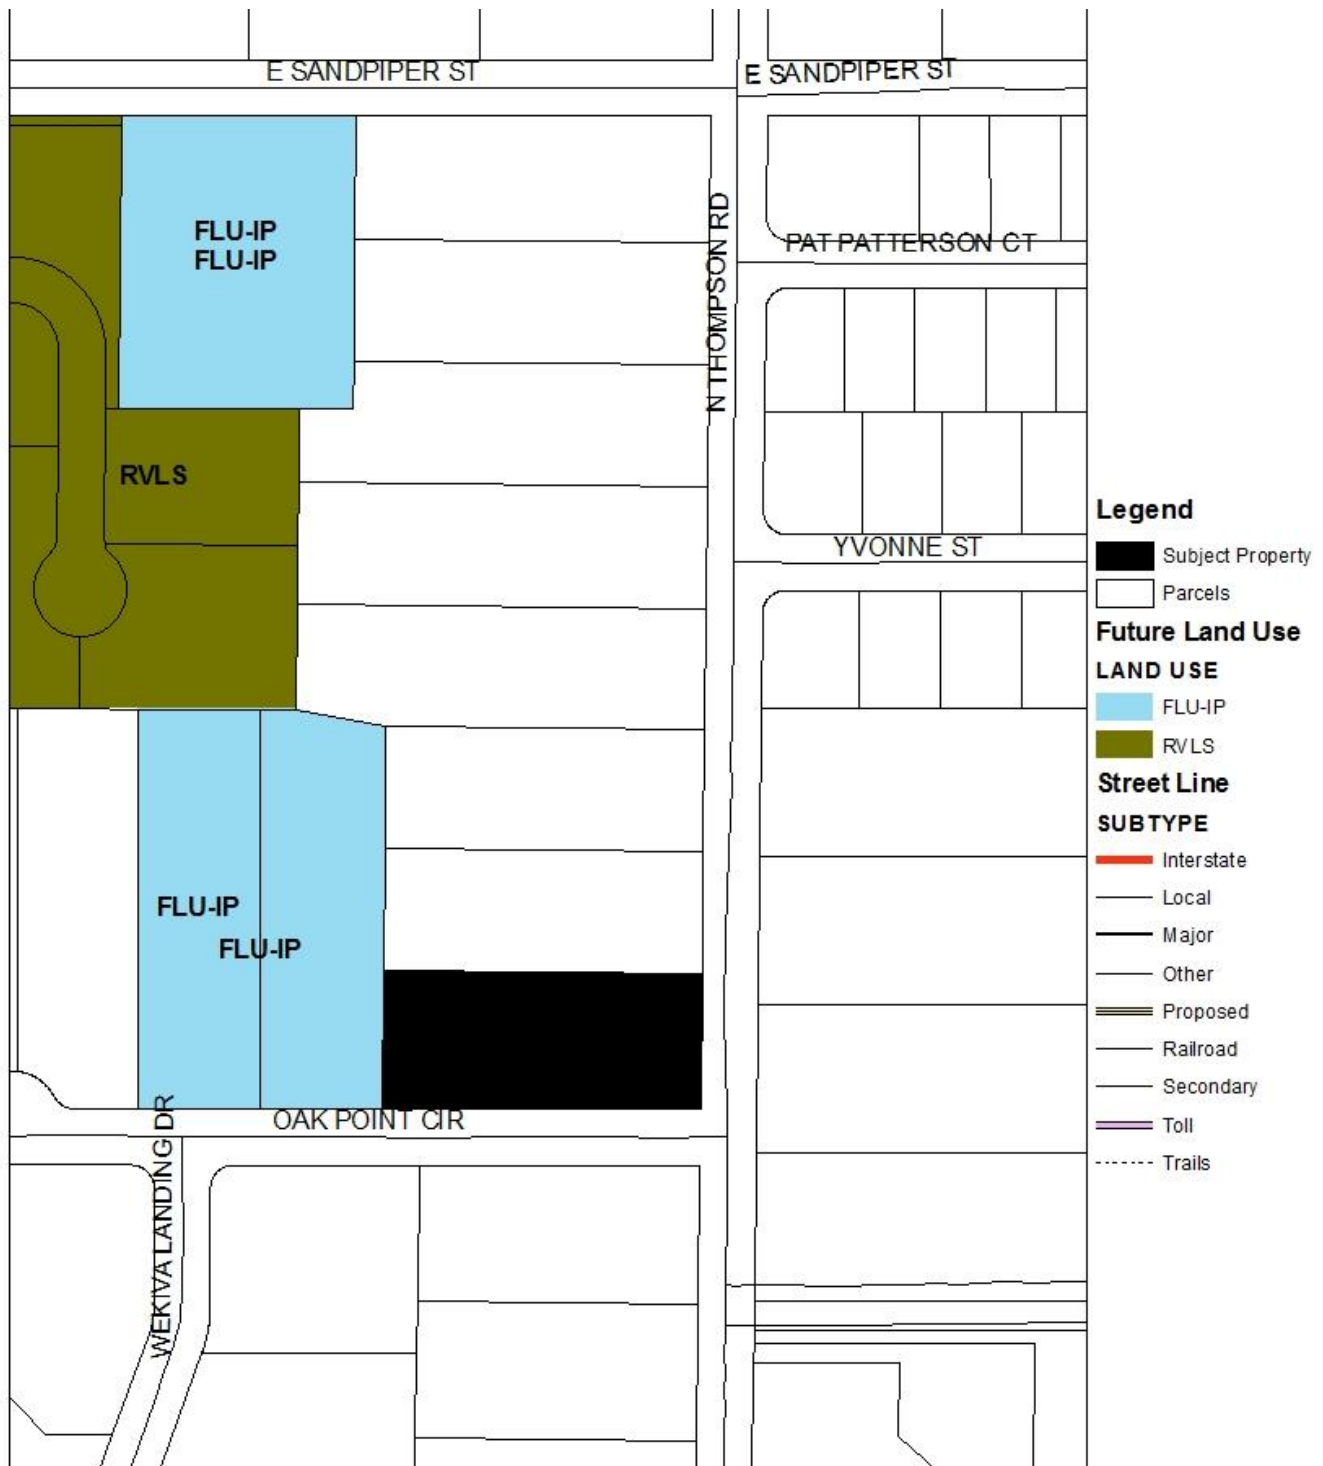 E SANDPIPER ST
E SANDPIPER ST
FLU-IP
FLU-IP
N THOMPSON RD
PAT PATTERSON CT
RVLS
YVONNE ST
FLU-IP
FLU-IP
OAK POINT CIR
WEKIVA LANDING DR
Legend
Subject Property
Parcels
Future Land Use
LAND USE
FLU-IP
RVLS
Street Line
SUBTYPE
Interstate
Local
Major
Other
Proposed
Railroad
Secondary
Toll
Trails